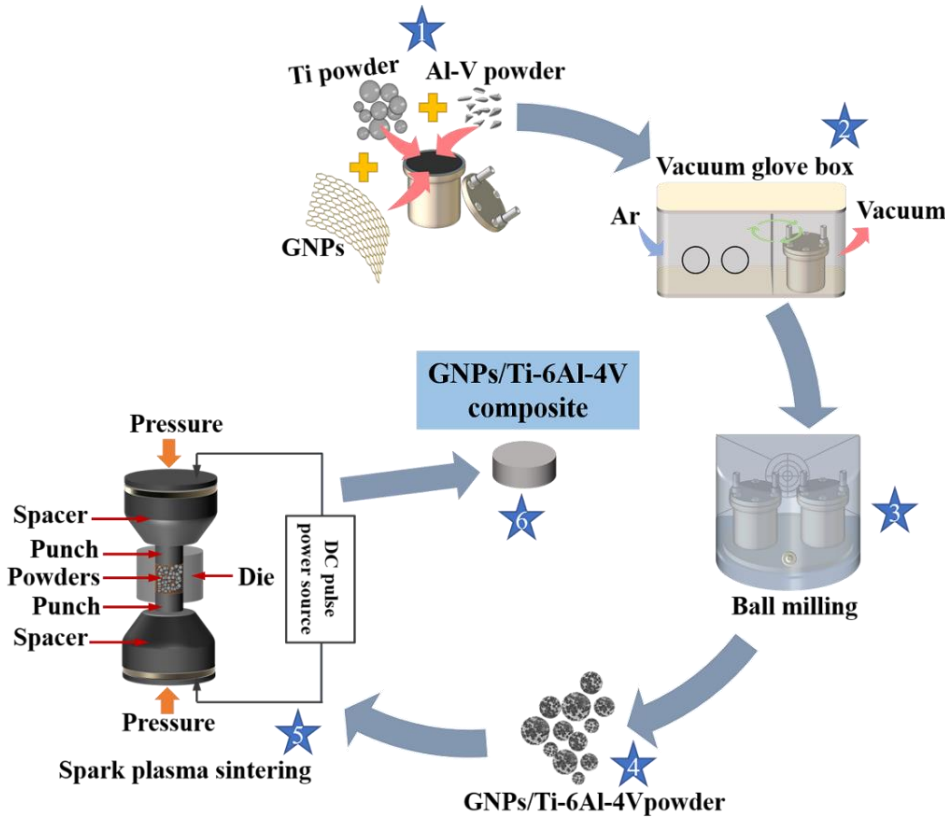 1
Ti powder
Al-V powder
GNPs
2
Vacuum glove box
Ar
Vacuum
3
Ball milling
4
GNPs/Ti-6Al-4Vpowder
5
Spark plasma sintering
Pressure
Spacer
Punch
Powders
Die
Punch
Spacer
Pressure
DC pulse
power source
GNPs/Ti-6Al-4V
composite
6